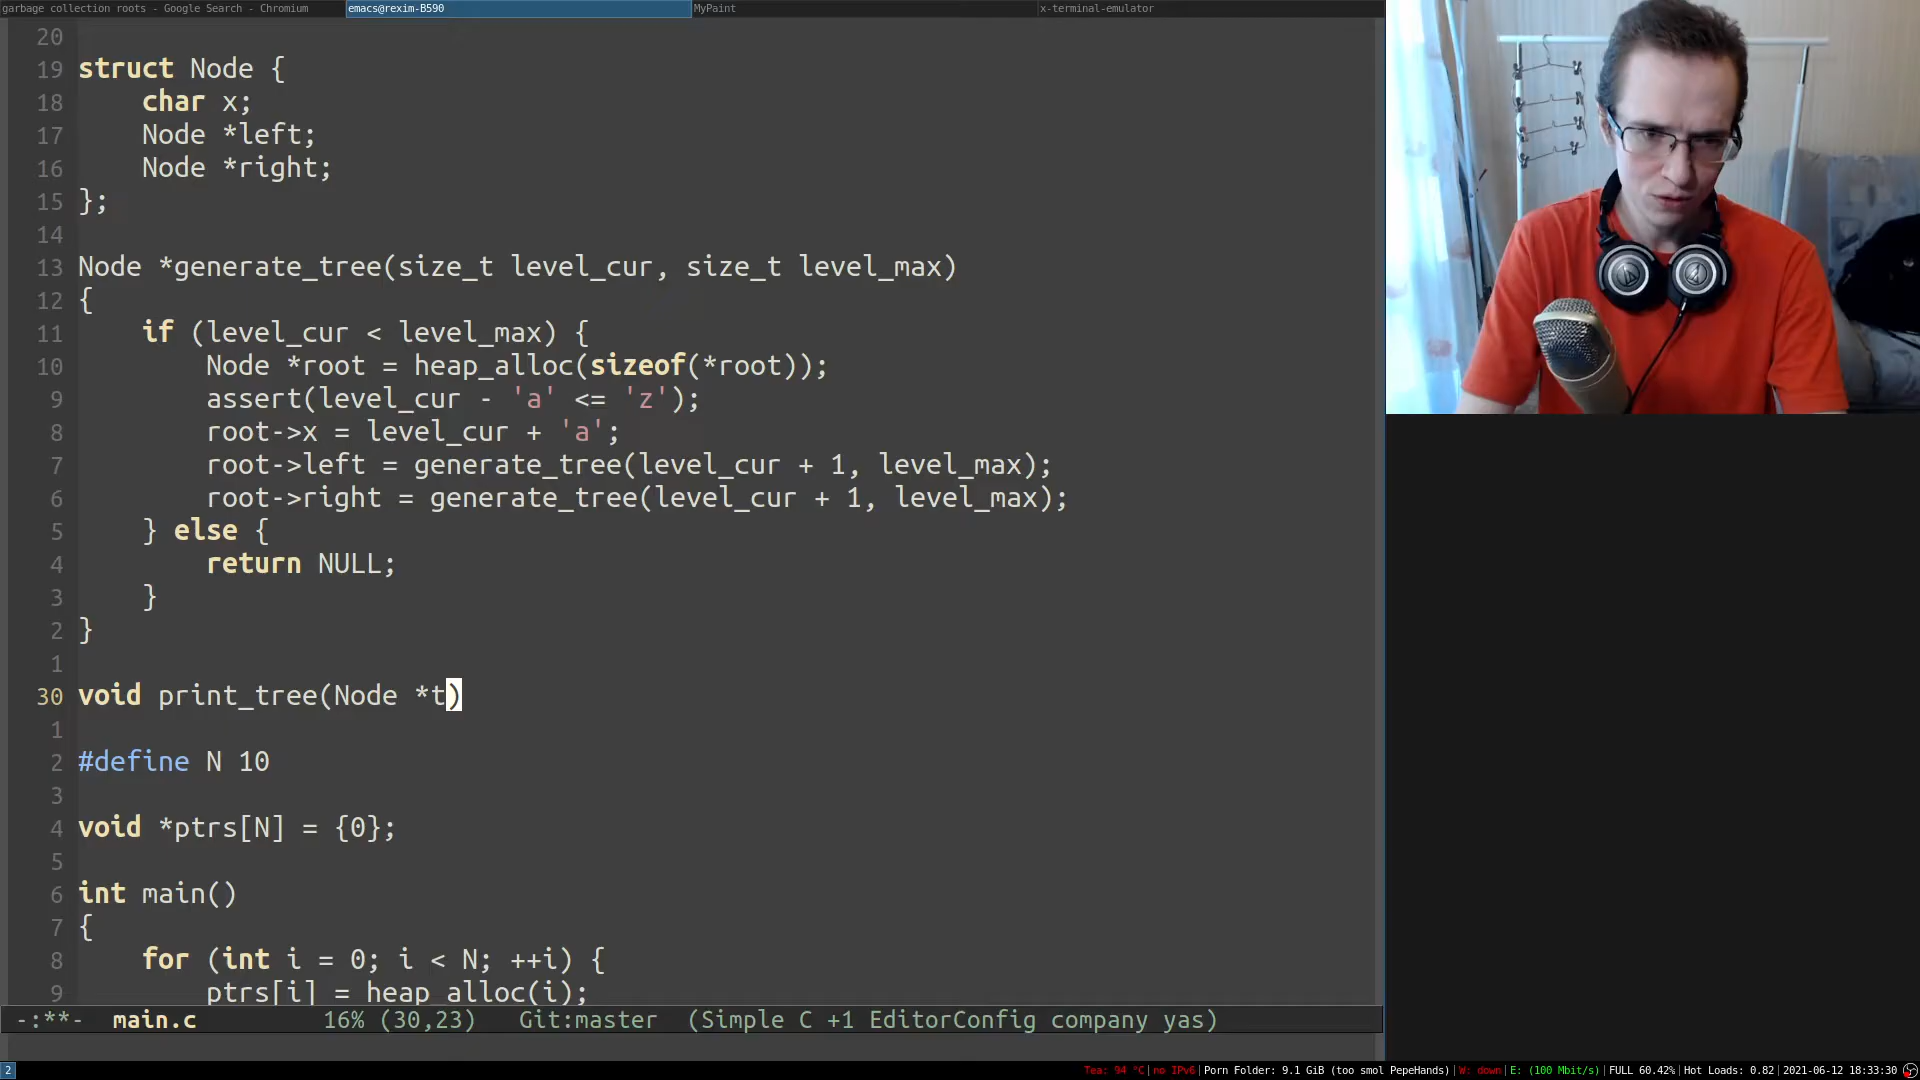 garbage collection roots - Google Search - Chromium emacs@rexim-B590 MyPaint x-terminal-emulator
20
19 struct Node {
18 char x;
17 Node *left;
16 Node *right;
15 };
14
13 Node *generate_tree(size_t level_cur, size_t level_max)
12 {
11 if (level_cur < level_max) {
10 Node *root = heap_alloc(sizeof(*root));
9 assert(level_cur - 'a' <= 'z');
8 root->x = level_cur + 'a';
7 root->left = generate_tree(level_cur + 1, level_max);
6 root->right = generate_tree(level_cur + 1, level_max);
5 } else {
4 return NULL;
3 }
2 }
1
30 void print_tree(Node *t)
1
2 #define N 10
3
4 void *ptrs[N] = {0};
5
6 int main()
7 {
8 for (int i = 0; i < N; ++i) {
9 ptrs[i] = heap_alloc(i);
-:**- main.c 16% (30,23) Git:master (Simple C +1 EditorConfig company yas)
2 Tea: 94 °C|no IPv6|Porn Folder: 9.1 GiB (too smol PepeHands)|W: down|E: (100 Mbit/s)|FULL 60.42%|Hot Loads: 0.82|2021-06-12 18:33:30